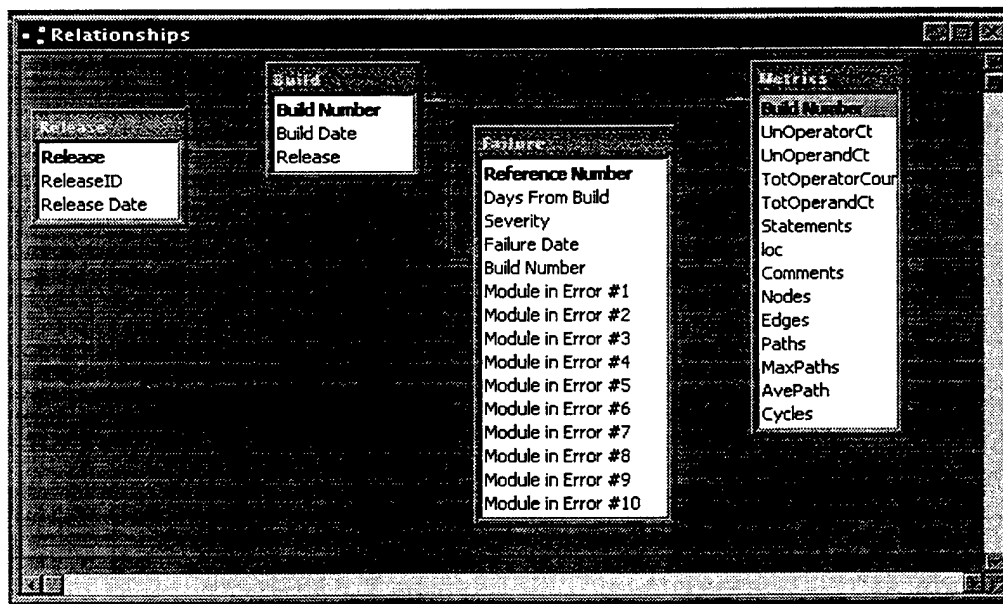 Relationships
Release
Release
ReleaseID
Release Date
Build
Build Number
Build Date
Release
Failure
Reference Number
Days From Build
Severity
Failure Date
Build Number
Module in Error #1
Module in Error #2
Module in Error #3
Module in Error #4
Module in Error #5
Module in Error #6
Module in Error #7
Module in Error #8
Module in Error #9
Module in Error #10
Metrics
Build Number
UnOperatorCt
UnOperandCt
TotOperatorCour
TotOperandCt
Statements
loc
Comments
Nodes
Edges
Paths
MaxPaths
AvePath
Cycles